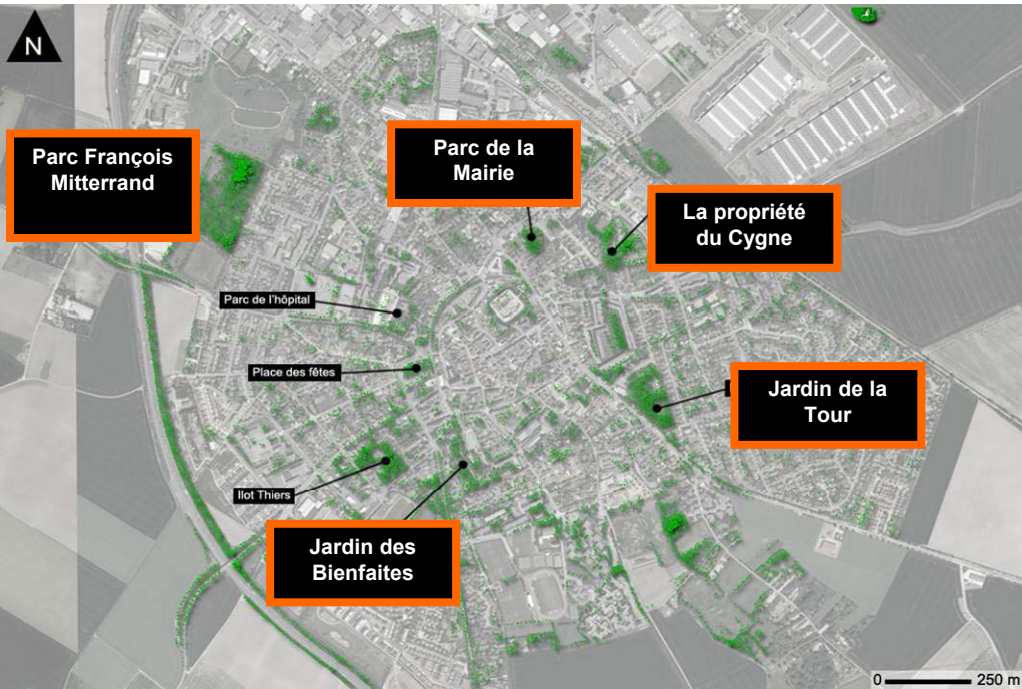 N
Parc François
Mitterrand
Parc de la
Mairie
La propriété
du Cygne
Parc de l'hôpital
Place des fêtes
Jardin de la
Tour
Ilot Thiers
Jardin des
Bienfaites
0 250 m